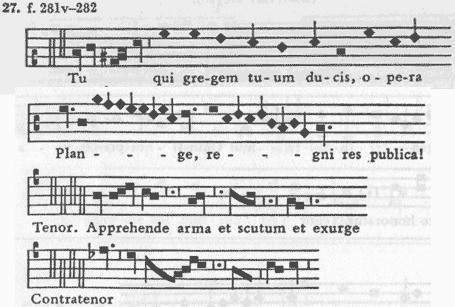 27. f. 281v–282
Tu qui gre-gem tu-um du-cis, o-pe-ra
Plan - - - ge, re - - - gni res publica!
Tenor. Apprehende arma et scutum et exurge
Contratenor